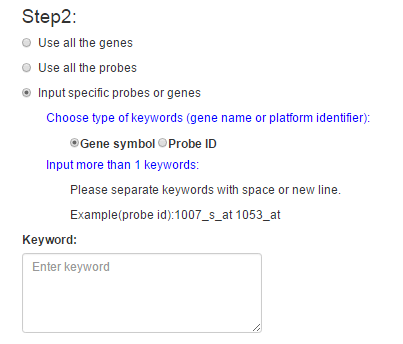 Step2:
Use all the genes
Use all the probes
Input specific probes or genes
Choose type of keywords (gene name or platform identifier):
Gene symbol Probe ID
Input more than 1 keywords:
Please separate keywords with space or new line.
Example(probe id):1007_s_at 1053_at
Keyword:
Enter keyword